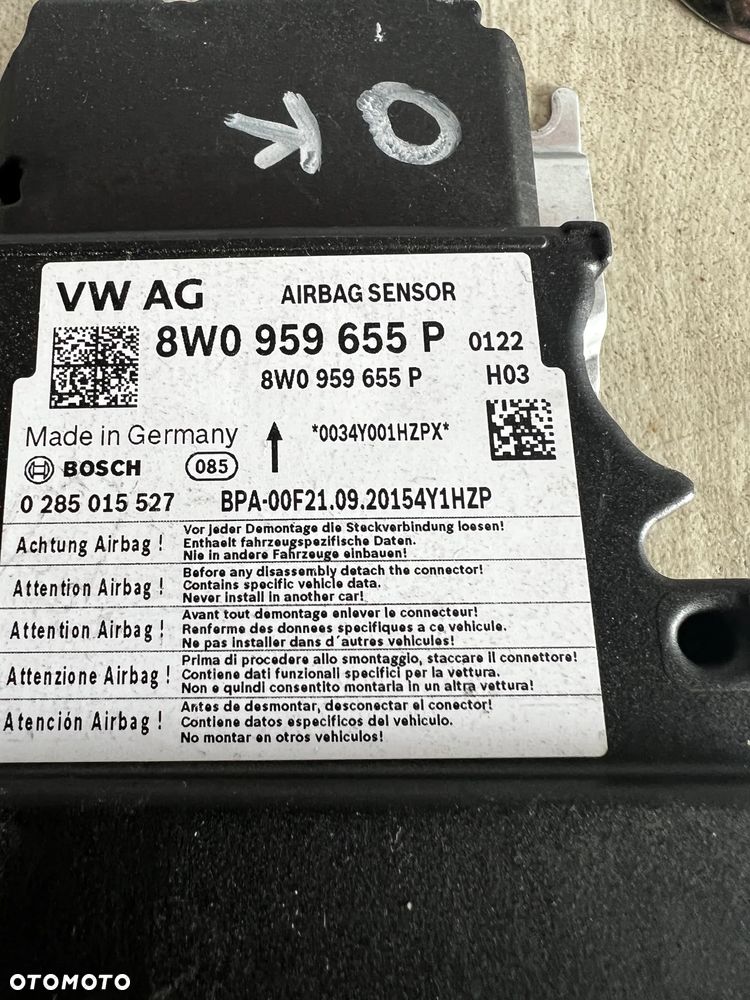 OK
VW AG AIRBAG SENSOR
8W0 959 655 P 0122
8W0 959 655 P H03
Made in Germany *0034Y001HZPX*
BOSCH 085
0 285 015 527 BPA-00F21.09.20154Y1HZP
Achtung Airbag ! Vor jeder Demontage die Steckverbindung loesen!
Enthaelt fahrzeugspezifische Daten.
Nie in andere Fahrzeuge einbauen!
Attention Airbag ! Before any disassembly detach the connector!
Contains specific vehicle data.
Never install in another car!
Attention Airbag ! Avant tout demontage enlever le connecteur!
Renferme des donnees specifiques a ce vehicule.
Ne pas installer dans d´autres vehicules!
Attenzione Airbag ! Prima di procedere allo smontaggio, staccare il connettore!
Contiene dati funzionali specifici per la vettura.
Non e quindi consentito montarla in un altra vettura!
Atención Airbag ! Antes de desmontar, desconectar el conector!
Contiene datos especificos del vehiculo.
No montar en otros vehiculos!
OTOMOTO